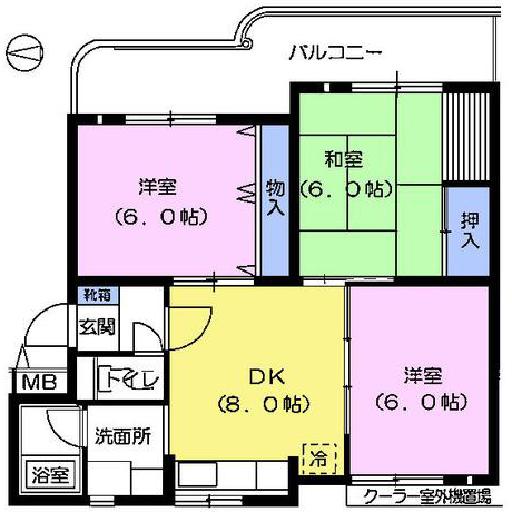 バルコニー
和室
(6.0帖)
洋室
(6.0帖)
物入
押入
靴箱
玄関
MB
トイレ
DK
(8.0帖)
洋室
(6.0帖)
洗面所
浴室
冷
クーラー室外機置場